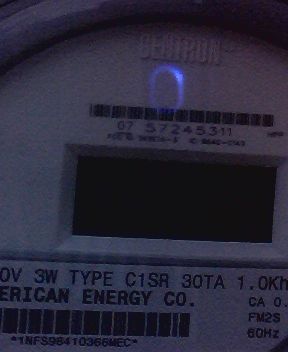 CENTRON
07 57245311
0V 3W TYPE C1SR 30TA 1.0Kh
ERICAN ENERGY CO.
CA 0.
FM2S
60Hz
*1NFS98410366MEC*